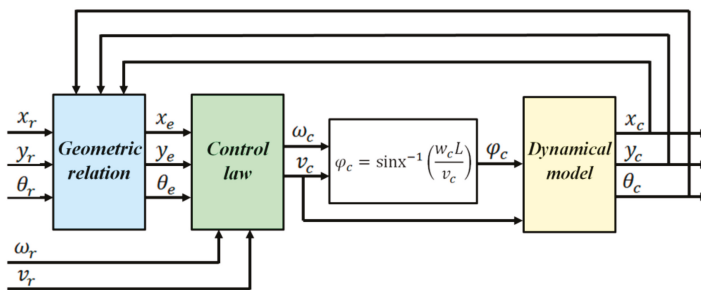 x_r
y_r
θ_r
ω_r
v_r
Geometric
relation
x_e
y_e
θ_e
Control
law
ω_c
v_c
φ_c = sinx⁻¹ (w_c L / v_c)
φ_c
Dynamical
model
x_c
y_c
θ_c